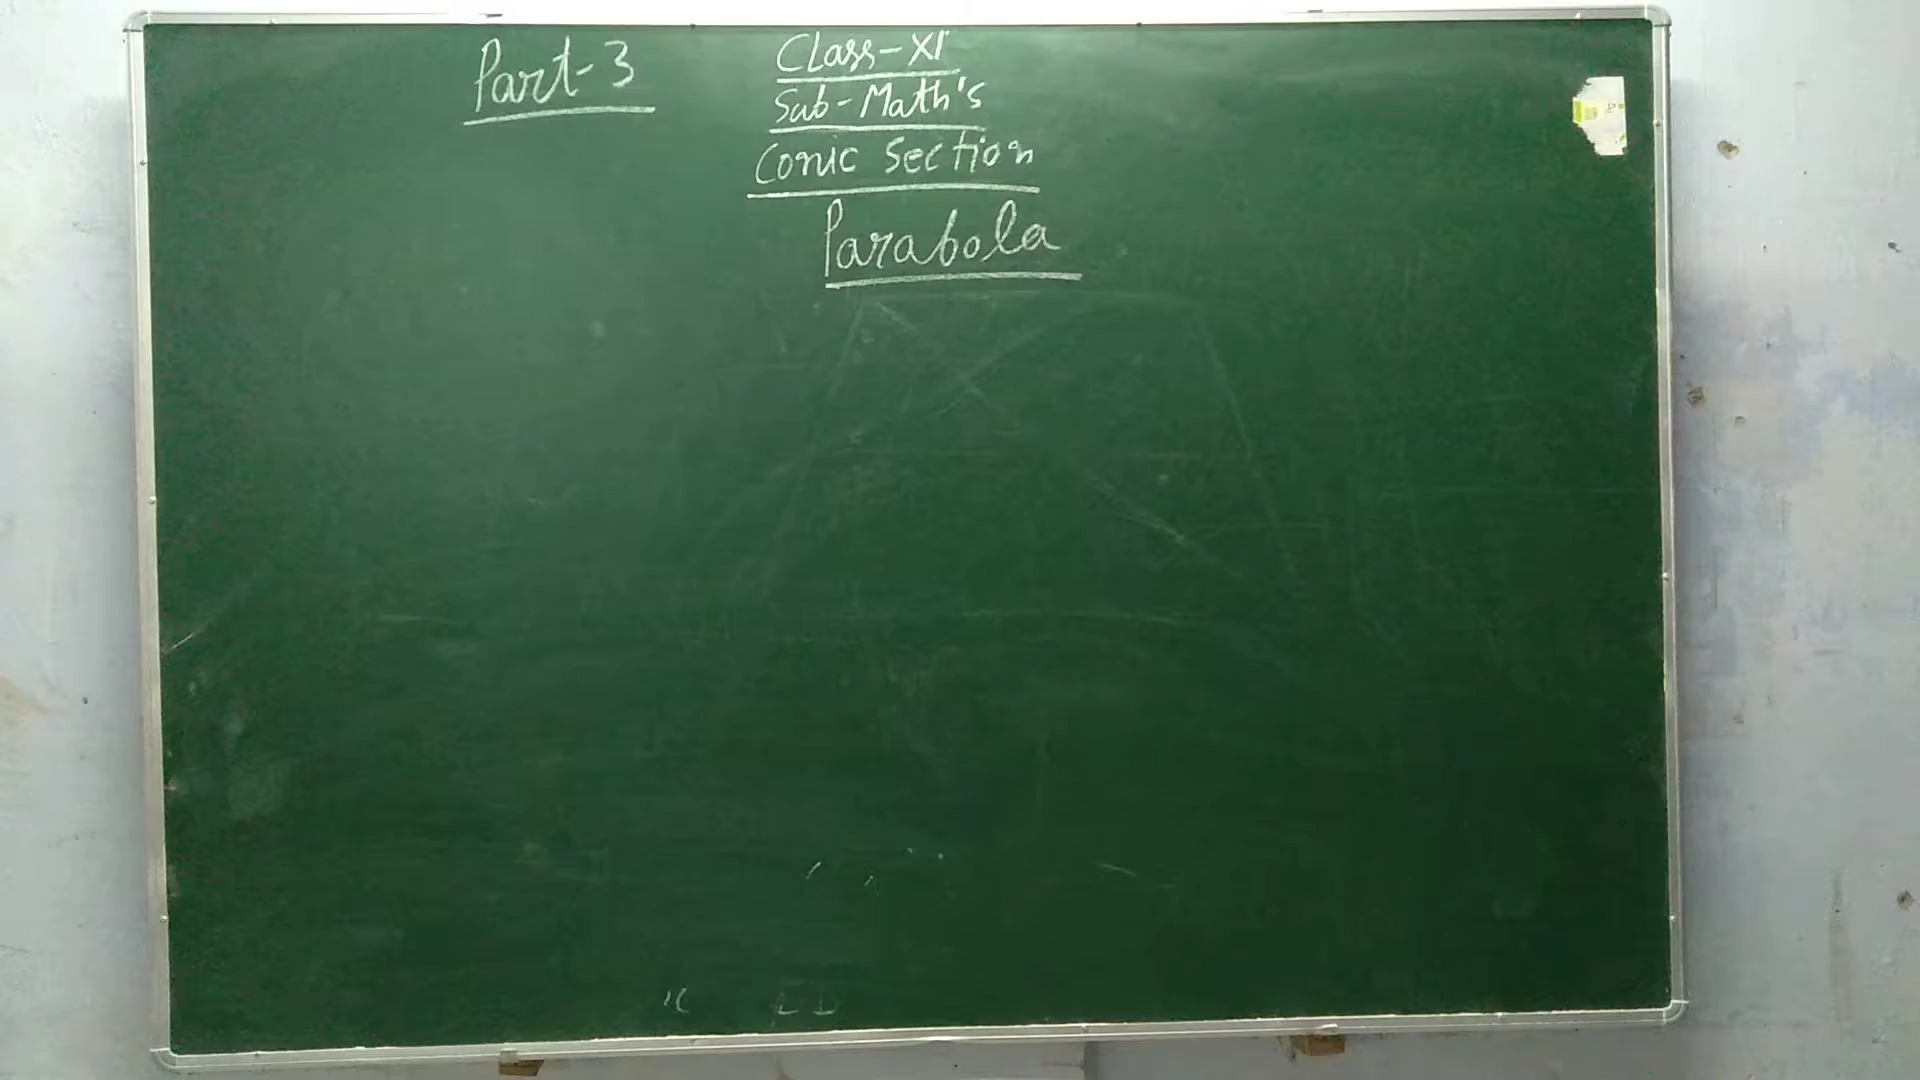 Part-3
Class-XI
Sub-Math's
Conic Section
Parabola